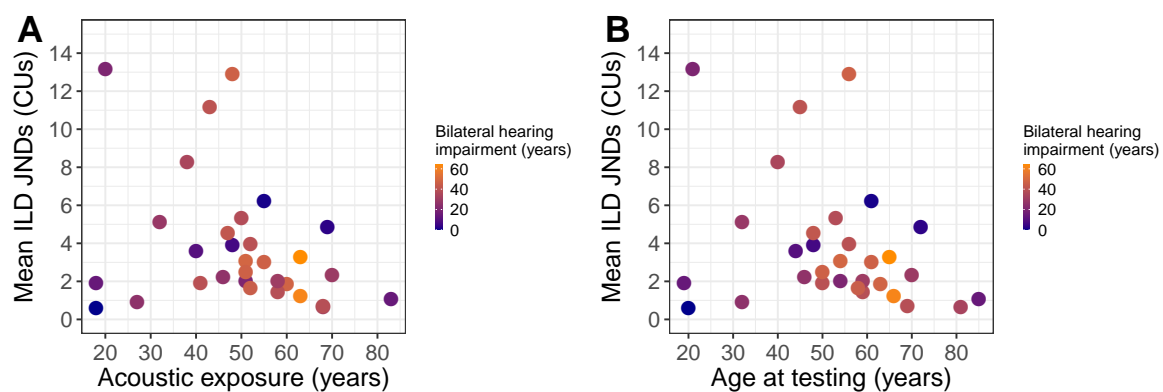 A
Mean ILD JNDs (CUs)
14
12
10
8
6
4
2
0
20 30 40 50 60 70 80
Acoustic exposure (years)
Bilateral hearing
impairment (years)
60
40
20
0
B
Mean ILD JNDs (CUs)
14
12
10
8
6
4
2
0
20 30 40 50 60 70 80
Age at testing (years)
Bilateral hearing
impairment (years)
60
40
20
0